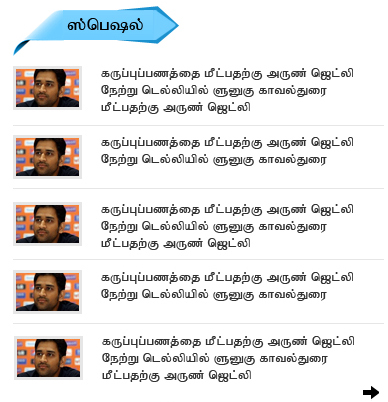 ஸ்பெஷல்
கருப்புப்பணத்தை மீட்பதற்கு அருண் ஜெட்லி
நேற்று டெல்லியில் ளுனுகு காவல்துரை
மீட்பதற்கு அருண் ஜெட்லி
கருப்புப்பணத்தை மீட்பதற்கு அருண் ஜெட்லி
நேற்று டெல்லியில் ளுனுகு காவல்துரை
கருப்புப்பணத்தை மீட்பதற்கு அருண் ஜெட்லி
நேற்று டெல்லியில் ளுனுகு காவல்துரை
மீட்பதற்கு அருண் ஜெட்லி
கருப்புப்பணத்தை மீட்பதற்கு அருண் ஜெட்லி
நேற்று டெல்லியில் ளுனுகு காவல்துரை
கருப்புப்பணத்தை மீட்பதற்கு அருண் ஜெட்லி
நேற்று டெல்லியில் ளுனுகு காவல்துரை
மீட்பதற்கு அருண் ஜெட்லி